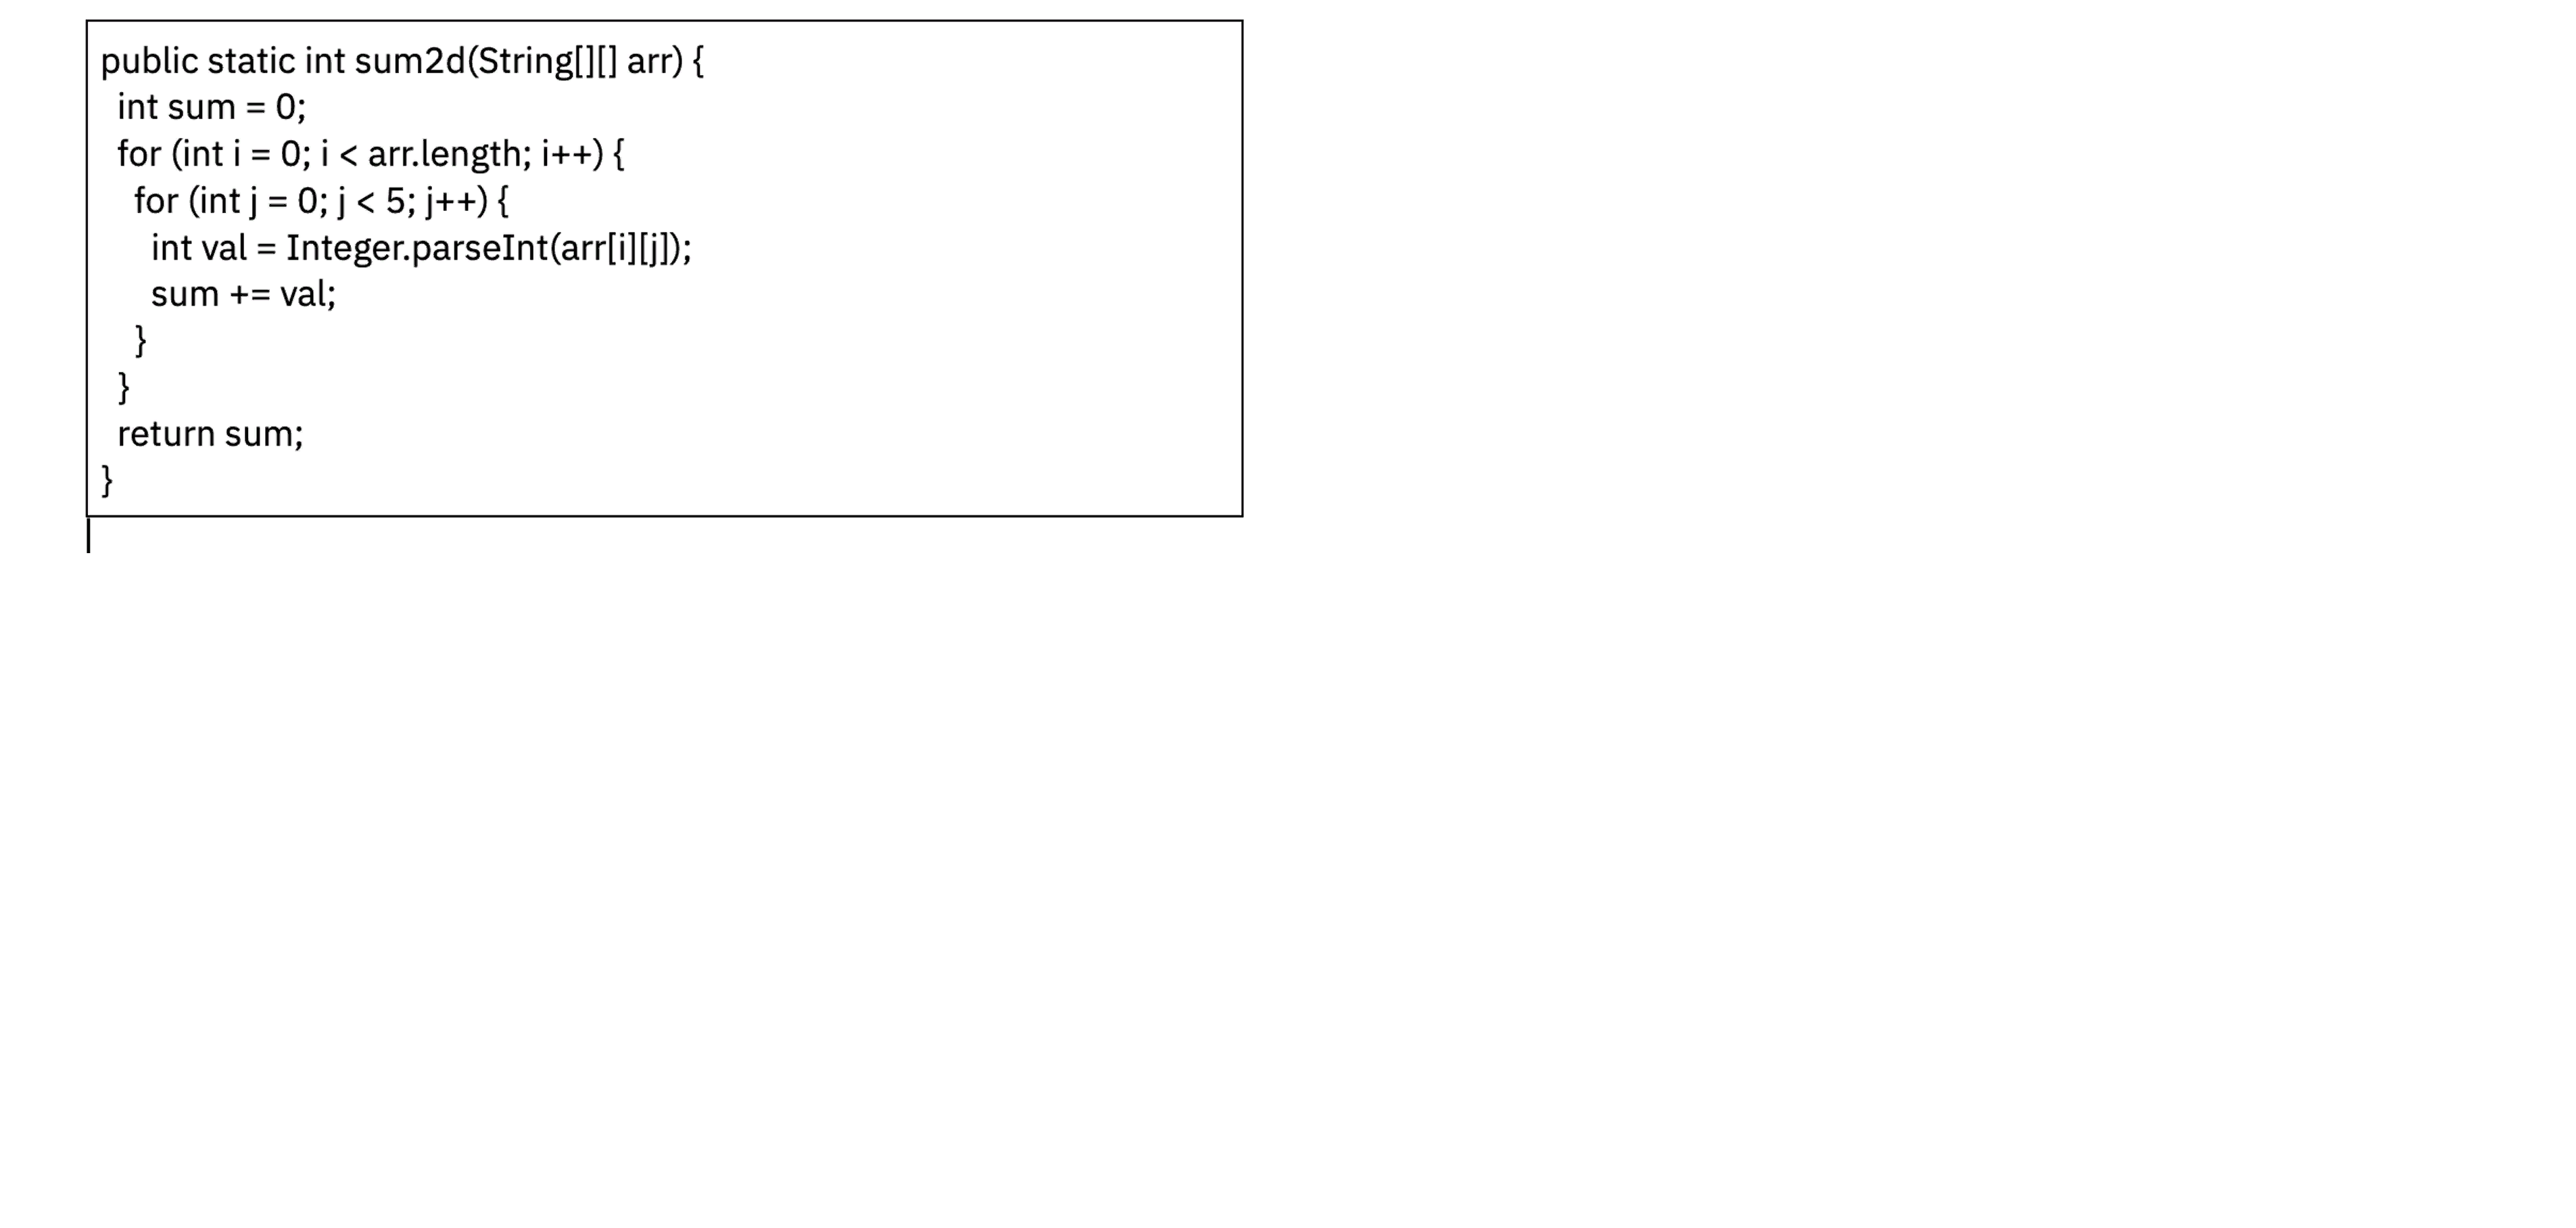 public static int sum2d(String[][] arr) {
int sum = 0;
for (int i = 0; i < arr.length; i++) {
for (int j = 0; j < 5; j++) {
int val = Integer.parseInt(arr[i][j]);
sum += val;
}
}
return sum;
}